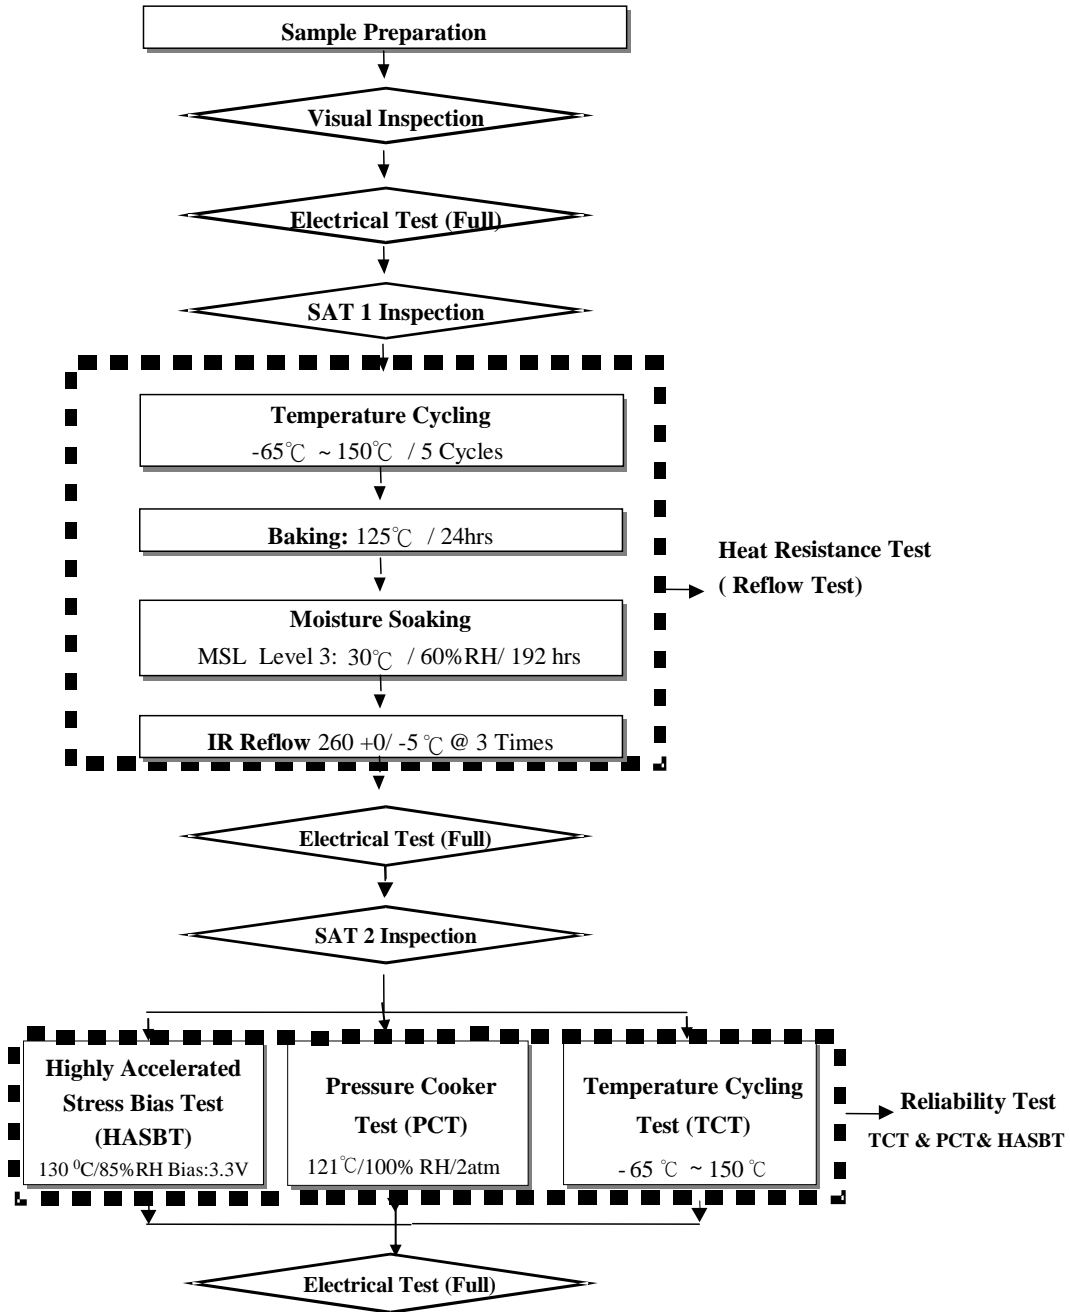 Sample Preparation
Visual Inspection
Electrical Test (Full)
SAT 1 Inspection
Temperature Cycling
-65℃ ~ 150℃ / 5 Cycles
Baking: 125℃ / 24hrs
Moisture Soaking
MSL Level 3: 30℃ / 60%RH/ 192 hrs
IR Reflow 260 +0/ -5 ℃ @ 3 Times
Heat Resistance Test
( Reflow Test)
Electrical Test (Full)
SAT 2 Inspection
Highly Accelerated
Stress Bias Test
(HASBT)
130 ⁰C/85%RH Bias:3.3V
Pressure Cooker
Test (PCT)
121℃/100% RH/2atm
Temperature Cycling
Test (TCT)
- 65 ℃ ~ 150 ℃
Reliability Test
TCT & PCT& HASBT
Electrical Test (Full)